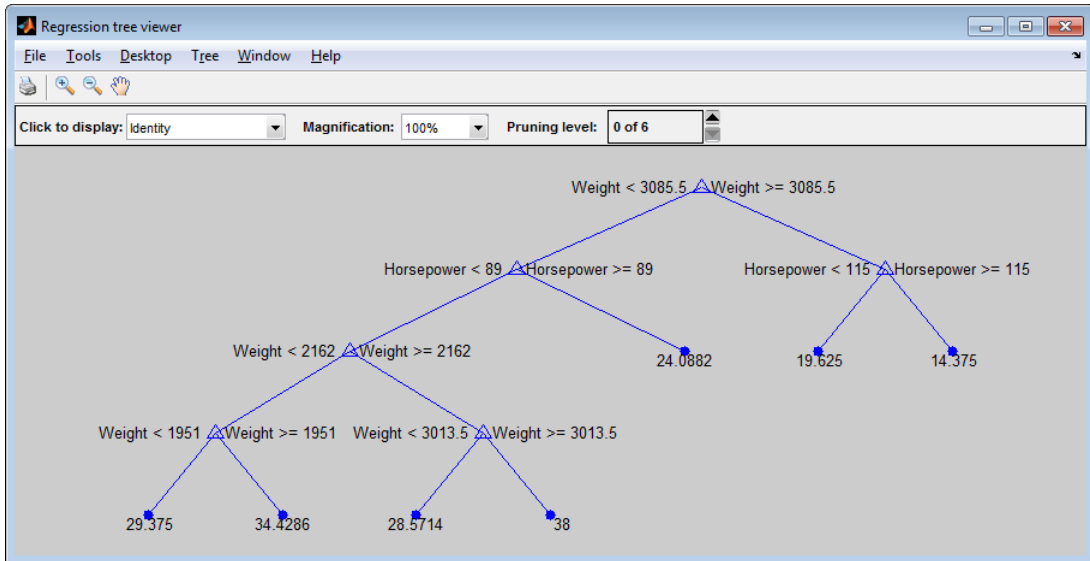 Regression tree viewer
File Tools Desktop Tree Window Help
Click to display: Identity Magnification: 100% Pruning level: 0 of 6
Weight < 3085.5 Weight >= 3085.5
Horsepower < 89 Horsepower >= 89 Horsepower < 115 Horsepower >= 115
Weight < 2162 Weight >= 2162
24.0882 19.625 14.375
Weight < 1951 Weight >= 1951 Weight < 3013.5 Weight >= 3013.5
29.375 34.4286 28.5714 38